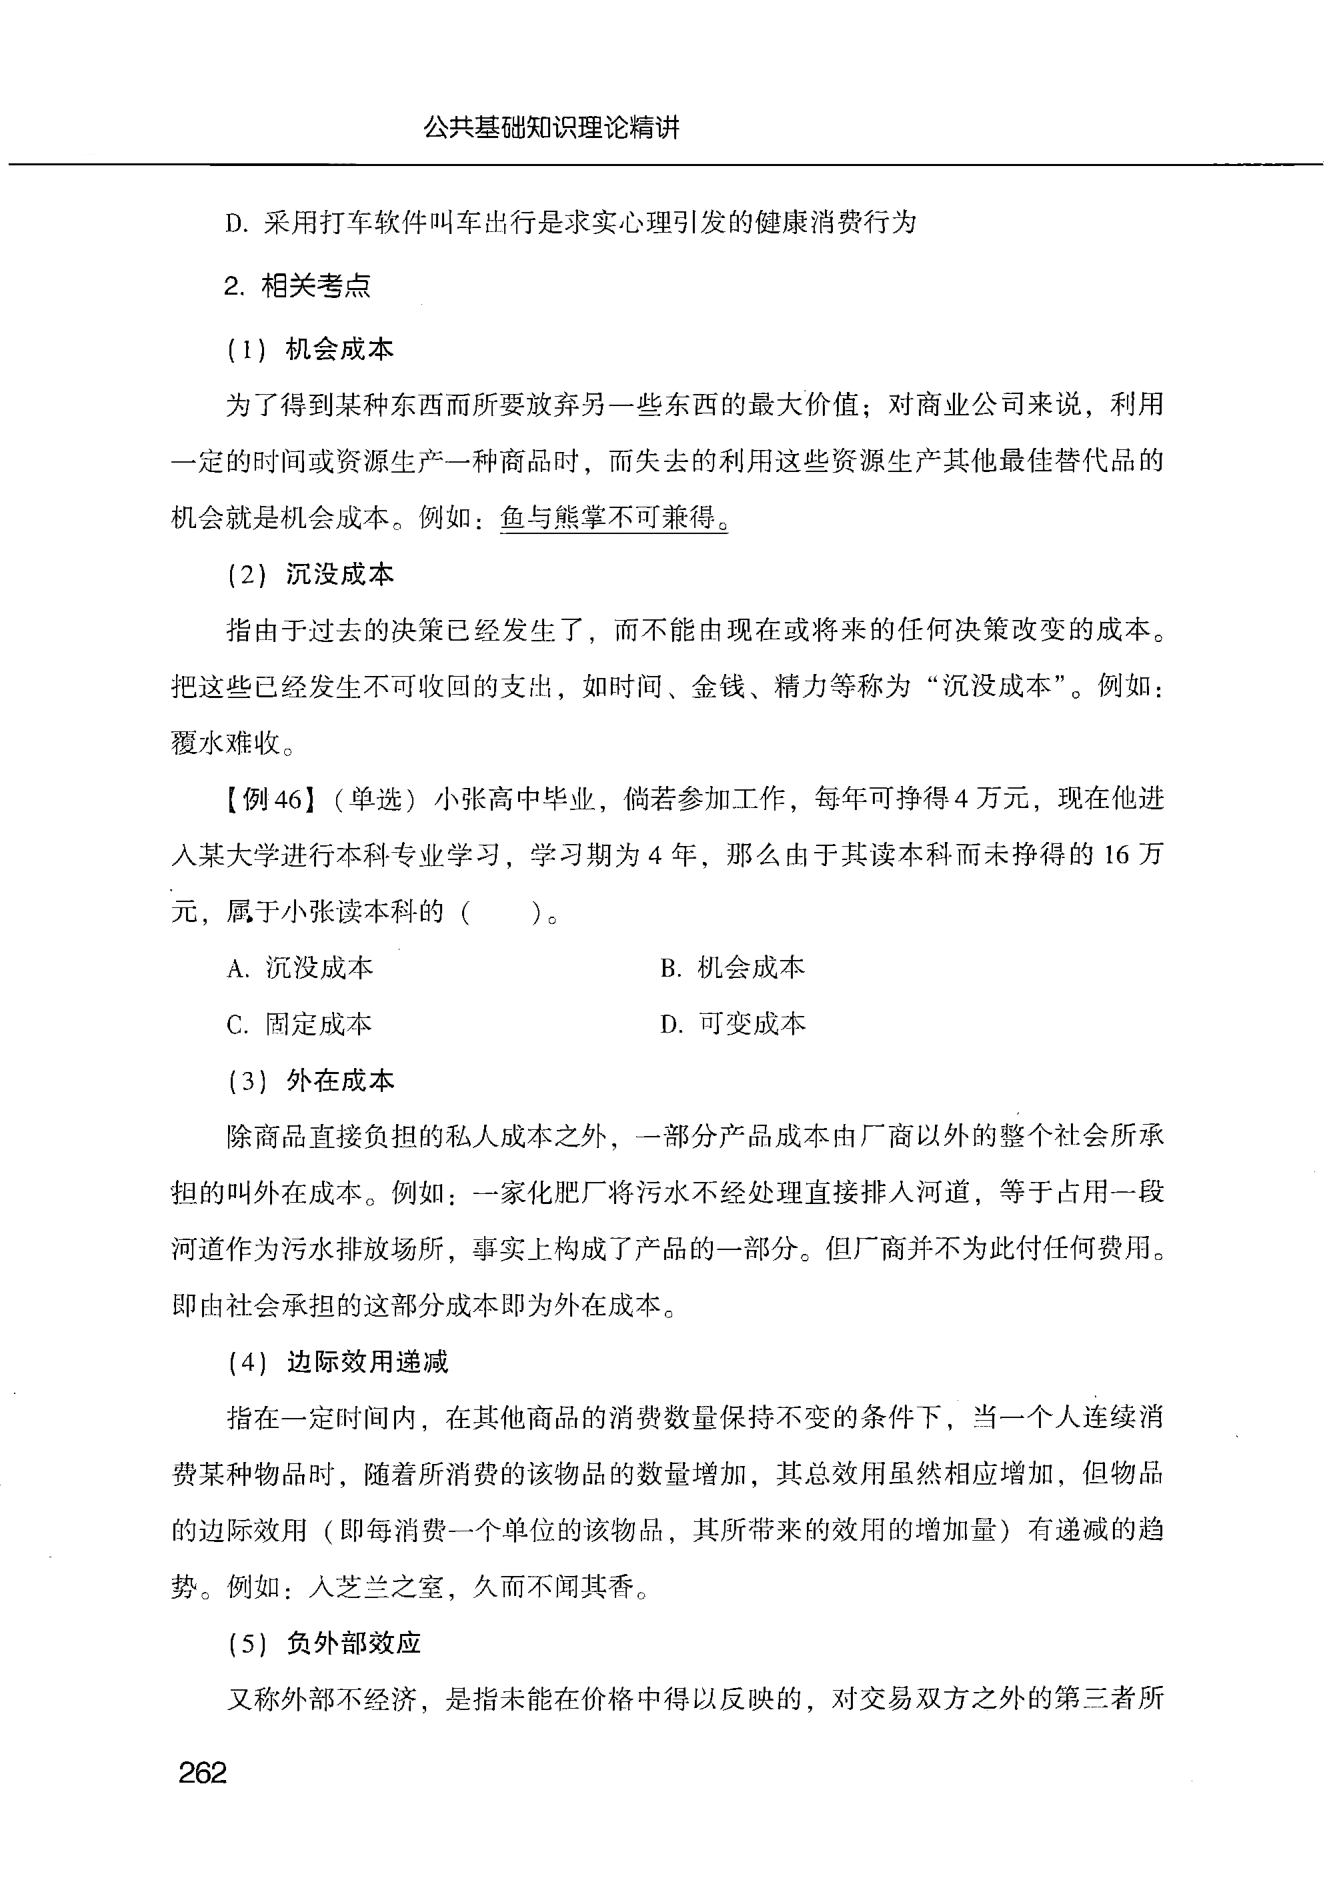 公共基础知识理论精讲
D. 采用打车软件叫车出行是求实心理引发的健康消费行为
2. 相关考点
(1) 机会成本
为了得到某种东西而所要放弃另一些东西的最大价值；对商业公司来说，利用
一定的时间或资源生产一种商品时，而失去的利用这些资源生产其他最佳替代品的
机会就是机会成本。例如：鱼与熊掌不可兼得。
(2) 沉没成本
指由于过去的决策已经发生了，而不能由现在或将来的任何决策改变的成本。
把这些已经发生不可收回的支出，如时间、金钱、精力等称为“沉没成本”。例如：
覆水难收。
【例 46】(单选) 小张高中毕业，倘若参加工作，每年可挣得 4 万元，现在他进
入某大学进行本科专业学习，学习期为 4 年，那么由于其读本科而未挣得的 16 万
元，属于小张读本科的 (　　)。
A. 沉没成本 B. 机会成本
C. 固定成本 D. 可变成本
(3) 外在成本
除商品直接负担的私人成本之外，一部分产品成本由厂商以外的整个社会所承
担的叫外在成本。例如：一家化肥厂将污水不经处理直接排入河道，等于占用一段
河道作为污水排放场所，事实上构成了产品的一部分。但厂商并不为此付任何费用。
即由社会承担的这部分成本即为外在成本。
(4) 边际效用递减
指在一定时间内，在其他商品的消费数量保持不变的条件下，当一个人连续消
费某种物品时，随着所消费的该物品的数量增加，其总效用虽然相应增加，但物品
的边际效用 (即每消费一个单位的该物品，其所带来的效用的增加量) 有递减的趋
势。例如：入芝兰之室，久而不闻其香。
(5) 负外部效应
又称外部不经济，是指未能在价格中得以反映的，对交易双方之外的第三者所
262